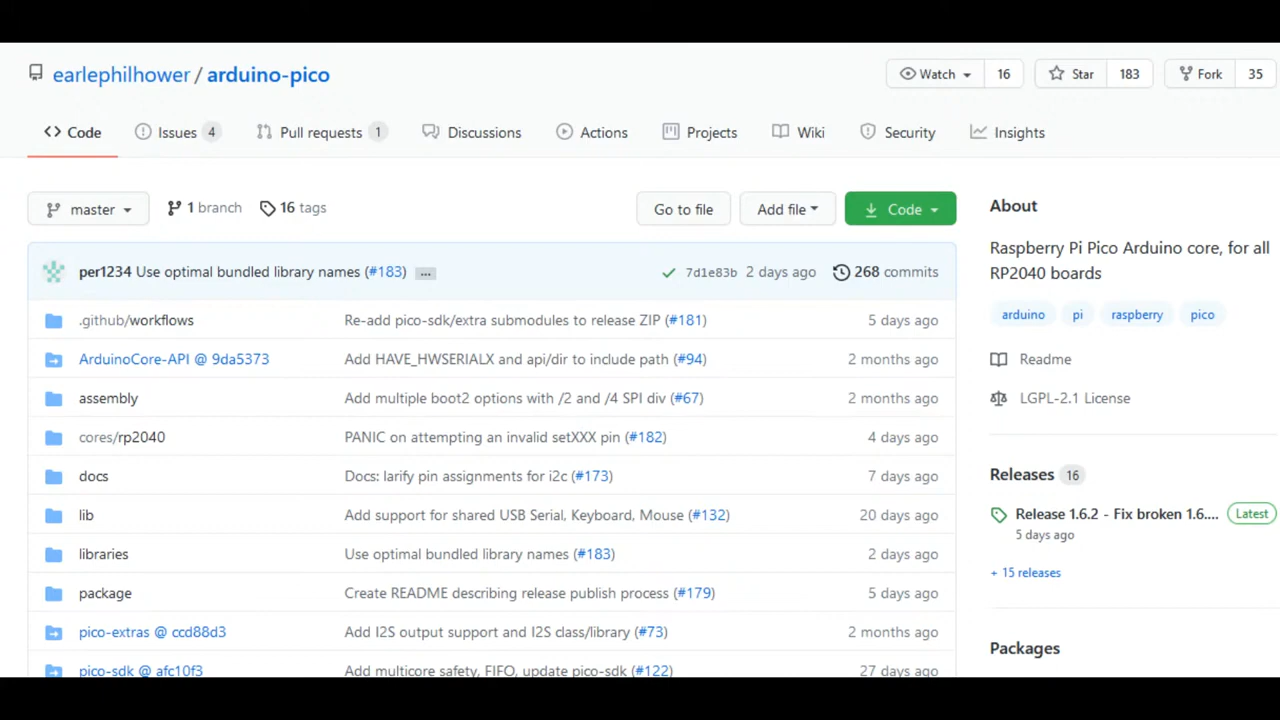 earlephilhower / arduino-pico
Watch 16 Star 183 Fork 35
Code Issues 4 Pull requests 1 Discussions Actions Projects Wiki Security Insights
master 1 branch 16 tags Go to file Add file Code
per1234 Use optimal bundled library names (#183) ... 7d1e83b 2 days ago 268 commits
.github/workflows Re-add pico-sdk/extra submodules to release ZIP (#181) 5 days ago
ArduinoCore-API @ 9da5373 Add HAVE_HWSERIALX and api/dir to include path (#94) 2 months ago
assembly Add multiple boot2 options with /2 and /4 SPI div (#67) 2 months ago
cores/rp2040 PANIC on attempting an invalid setXXX pin (#182) 4 days ago
docs Docs: larify pin assignments for i2c (#173) 7 days ago
lib Add support for shared USB Serial, Keyboard, Mouse (#132) 20 days ago
libraries Use optimal bundled library names (#183) 2 days ago
package Create README describing release publish process (#179) 5 days ago
pico-extras @ ccd88d3 Add I2S output support and I2S class/library (#73) 2 months ago
pico-sdk @ afc10f3 Add multicore safety, FIFO, update pico-sdk (#122) 27 days ago
About
Raspberry Pi Pico Arduino core, for all
RP2040 boards
arduino pi raspberry pico
Readme
LGPL-2.1 License
Releases 16
Release 1.6.2 - Fix broken 1.6.... Latest
5 days ago
+ 15 releases
Packages